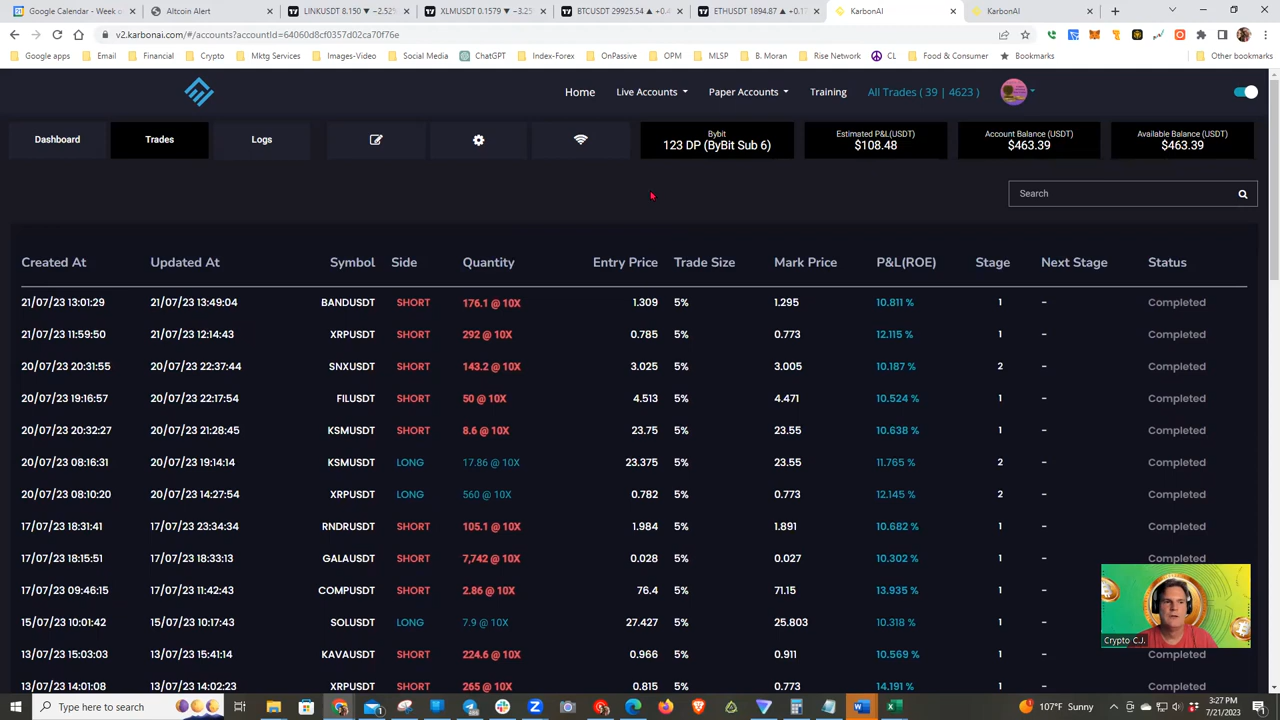 Google Calendar - Week o
Altcoin Alert
LINKUSDT 8.150 ▼ −2.52%
XLMUSDT 0.1579 ▼ −3.25%
BTCUSDT 29925.54 ▲ +0.4
ETHUSDT 1894.87 ▲ +0.1
KarbonAI
KarbonAI
v2.karbonai.com/#/accounts?accountId=64060d8cf0357d02ca70f76e
Google apps
Email
Financial
Crypto
Mktg Services
Images-Video
Social Media
ChatGPT
Index-Forex
OnPassive
OPM
MLSP
B. Moran
Rise Network
CL
Food & Consumer
Bookmarks
Other bookmarks
Home
Live Accounts
Paper Accounts
Training
All Trades ( 39 | 4623 )
Dashboard
Trades
Logs
Bybit
123 DP (ByBit Sub 6)
Estimated P&L(USDT)
$108.48
Account Balance (USDT)
$463.39
Available Balance (USDT)
$463.39
Search
Created At Updated At Symbol Side Quantity Entry Price Trade Size Mark Price P&L(ROE) Stage Next Stage Status
21/07/23 13:01:29 21/07/23 13:49:04 BANDUSDT SHORT 176.1 @ 10X 1.309 5% 1.295 10.811 % 1 - Completed
21/07/23 11:59:50 21/07/23 12:14:43 XRPUSDT SHORT 292 @ 10X 0.785 5% 0.773 12.115 % 1 - Completed
20/07/23 20:31:55 20/07/23 22:37:44 SNXUSDT SHORT 143.2 @ 10X 3.025 5% 3.005 10.187 % 2 - Completed
20/07/23 19:16:57 20/07/23 22:17:54 FILUSDT SHORT 50 @ 10X 4.513 5% 4.471 10.524 % 1 - Completed
20/07/23 20:32:27 20/07/23 21:28:45 KSMUSDT SHORT 8.6 @ 10X 23.75 5% 23.55 10.638 % 1 - Completed
20/07/23 08:16:31 20/07/23 19:14:14 KSMUSDT LONG 17.86 @ 10X 23.375 5% 23.55 11.765 % 2 - Completed
20/07/23 08:10:20 20/07/23 14:27:54 XRPUSDT LONG 560 @ 10X 0.782 5% 0.773 12.145 % 2 - Completed
17/07/23 18:31:41 17/07/23 23:34:34 RNDRUSDT SHORT 105.1 @ 10X 1.984 5% 1.891 10.682 % 1 - Completed
17/07/23 18:15:51 17/07/23 18:33:13 GALAUSDT SHORT 7,742 @ 10X 0.028 5% 0.027 10.302 % 1 - Completed
17/07/23 09:46:15 17/07/23 11:42:43 COMPUSDT SHORT 2.86 @ 10X 76.4 5% 71.15 13.935 % 1 -
15/07/23 10:01:42 15/07/23 10:17:43 SOLUSDT LONG 7.9 @ 10X 27.427 5% 25.803 10.318 % 1 -
13/07/23 15:03:03 13/07/23 15:41:14 KAVAUSDT SHORT 224.6 @ 10X 0.966 5% 0.911 10.569 % 1 - Completed
13/07/23 14:01:08 13/07/23 14:02:23 XRPUSDT SHORT 265 @ 10X 0.815 5% 0.773 14.191 % 1 - Completed
Crypto C.J.
Type here to search
107°F Sunny
3:27 PM
7/21/2023